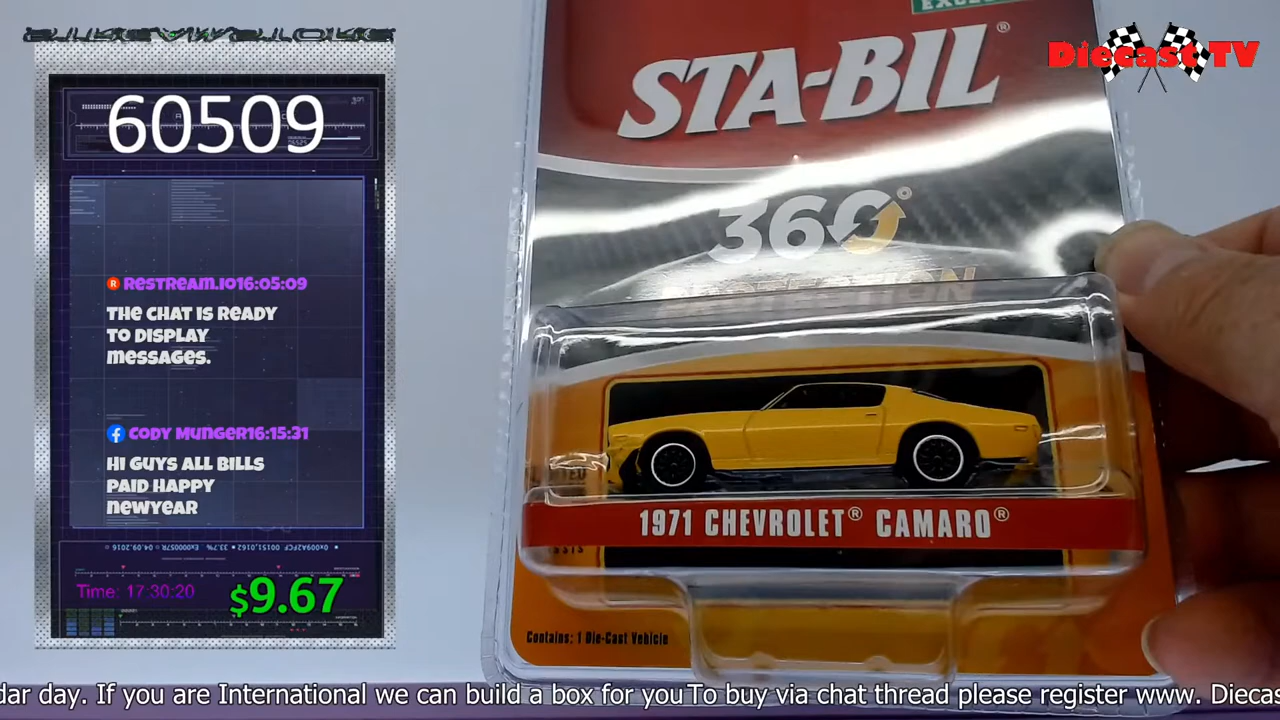 60509
Restream.io16:05:09
THE CHAT IS READY
TO DISPLAY
MESSAGES.
Cody Munger16:15:31
HI GUYS ALL BILLS
PAID HAPPY
NEWYEAR
Time: 17:30:20
$9.67
STA-BIL®
360°
PROTECTION
1971 CHEVROLET® CAMARO®
Contains: 1 Die-Cast Vehicle
Diecast TV
dar day. If you are International we can build a box for youTo buy via chat thread please register www. Diecas